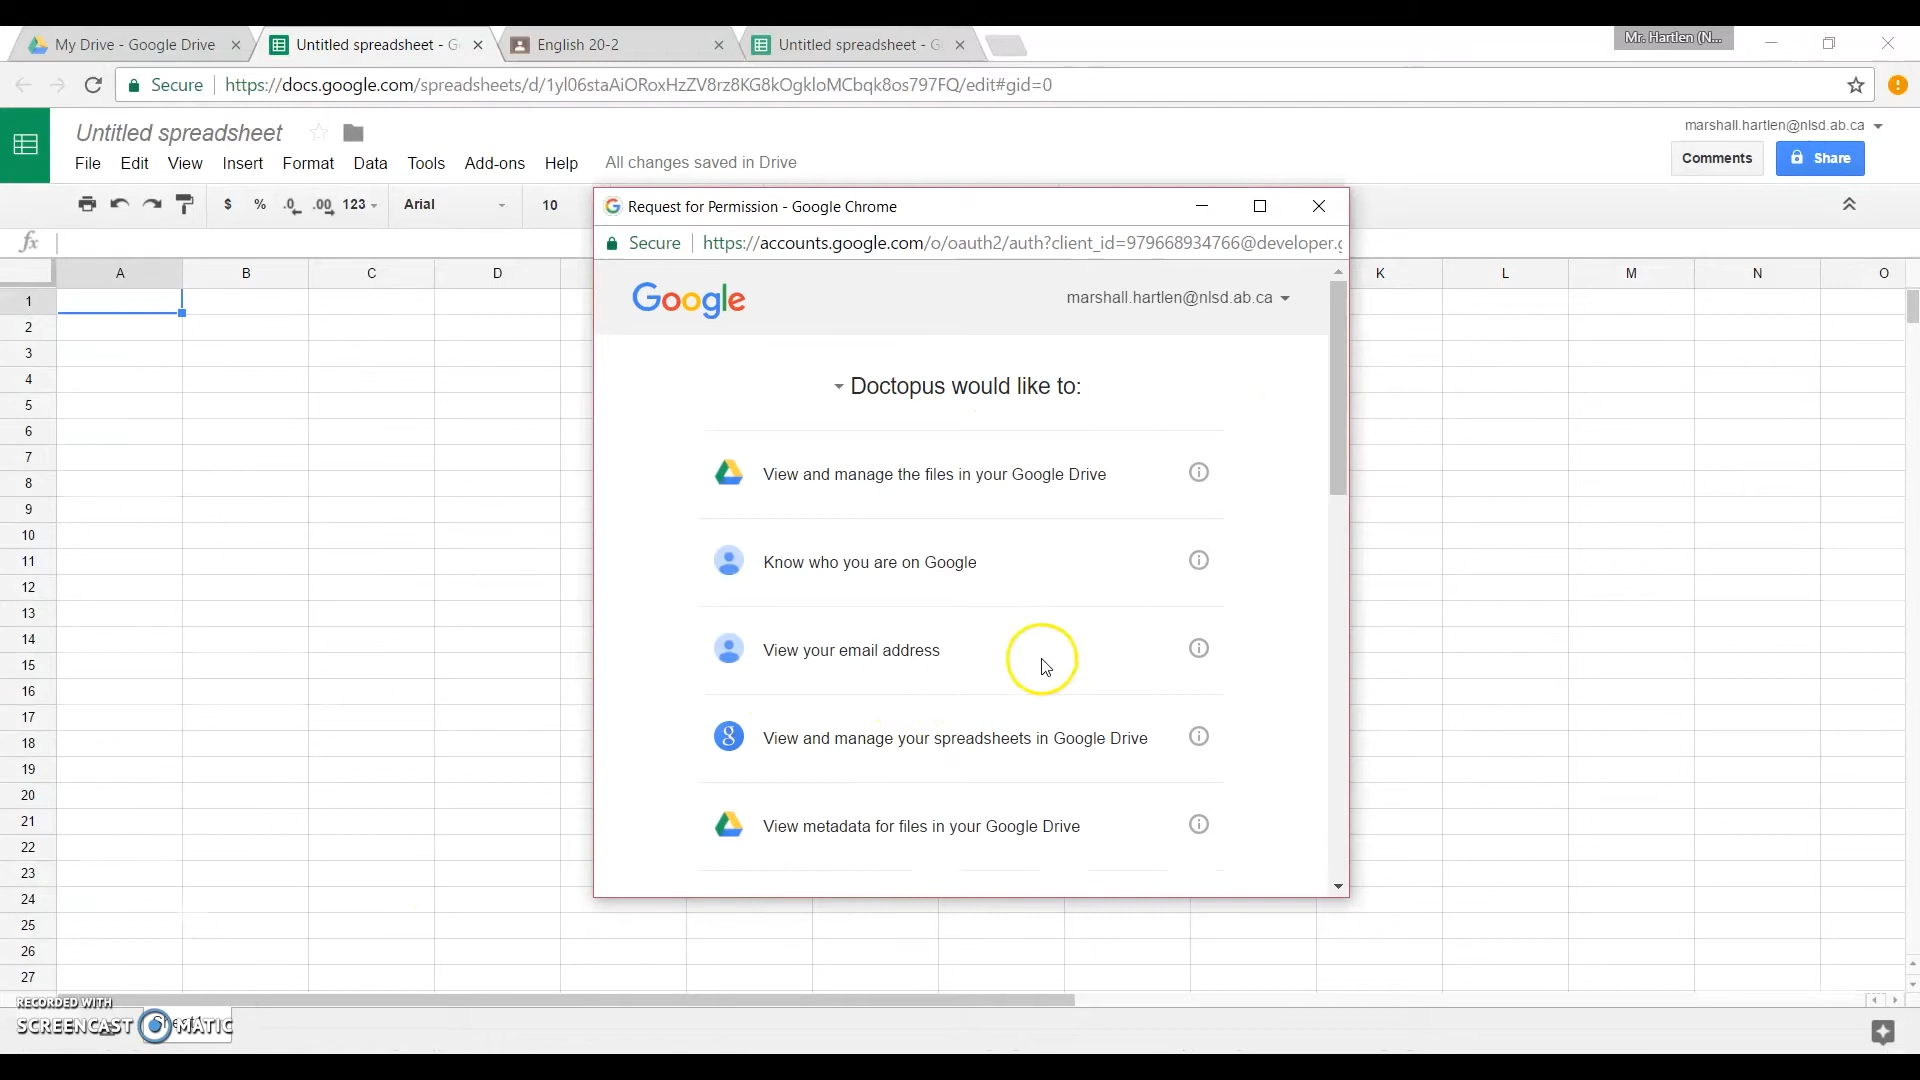 My Drive - Google Drive
Untitled spreadsheet - G
English 20-2
Untitled spreadsheet - G
Mr. Hartlen (N...
Secure
https://docs.google.com/spreadsheets/d/1yl06staAiORoxHzZV8rz8KG8kOgkloMCbqk8os797FQ/edit#gid=0
Untitled spreadsheet
marshall.hartlen@nlsd.ab.ca
File Edit View Insert Format Data Tools Add-ons Help
All changes saved in Drive
Comments
Share
$ % .0 .00 123 Arial 10
Request for Permission - Google Chrome
fx
Secure
https://accounts.google.com/o/oauth2/auth?client_id=979668934766@developer.g
A B C D K L M N O
Google
marshall.hartlen@nlsd.ab.ca
Doctopus would like to:
View and manage the files in your Google Drive
Know who you are on Google
View your email address
View and manage your spreadsheets in Google Drive
View metadata for files in your Google Drive
1
2
3
4
5
6
7
8
9
10
11
12
13
14
15
16
17
18
19
20
21
22
23
24
25
26
27
RECORDED WITH
SCREENCAST MATIC